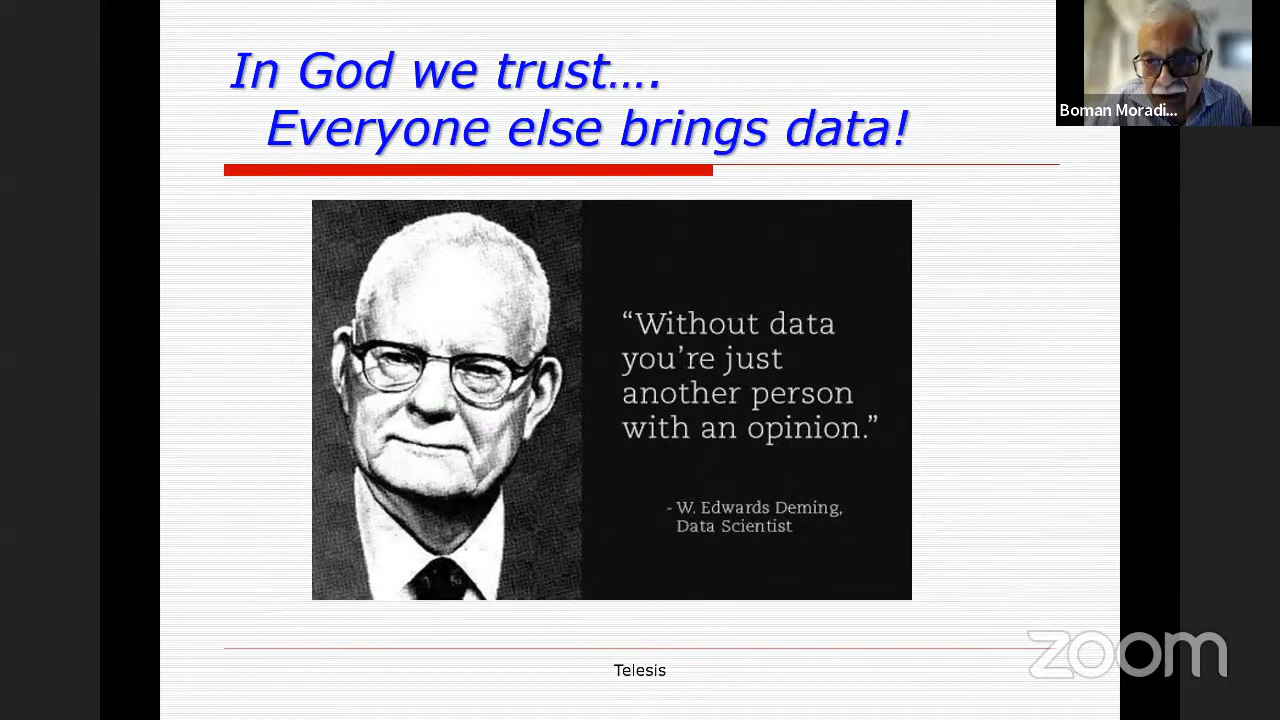 In God we trust….
Everyone else brings data!
Boman Moradi...
“Without data
you’re just
another person
with an opinion.”
- W. Edwards Deming,
Data Scientist
zoom
Telesis